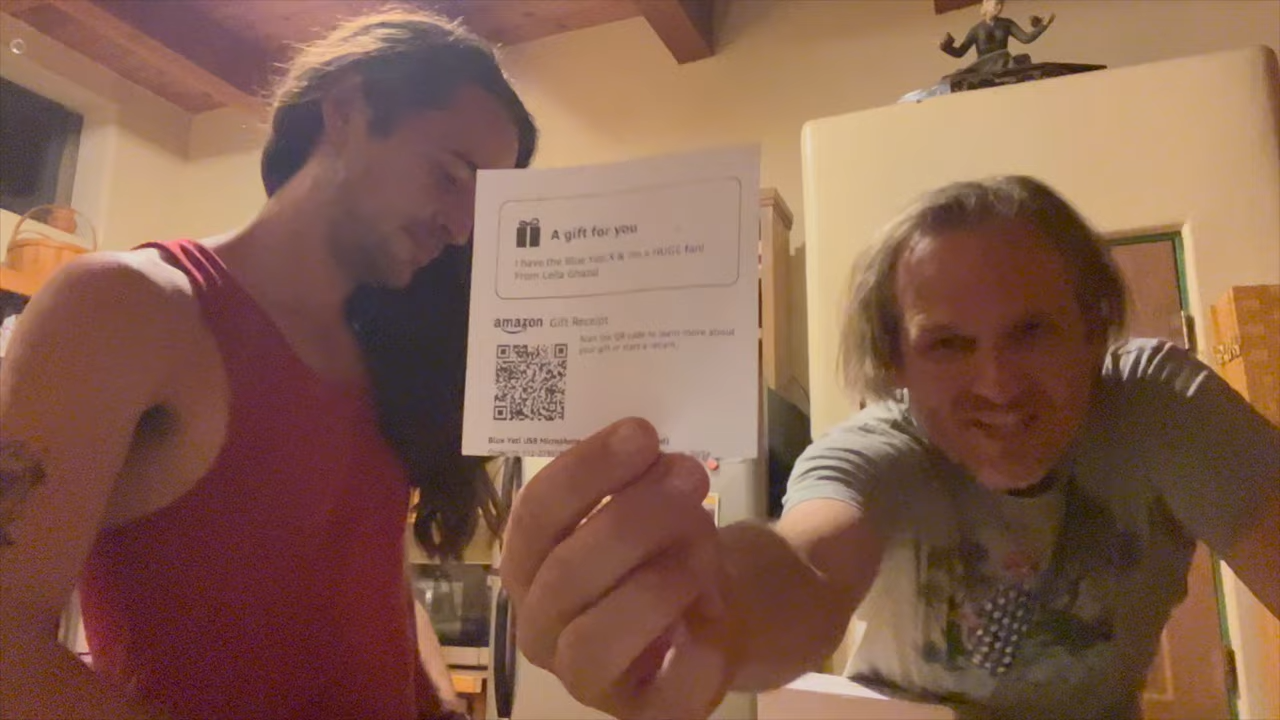 A gift for you
I have the Blue Yeti X & I'm a HUGE fan!
From Leila Gharui
amazon Gift Receipt
Scan the QR code to learn more about
your gift or start a return.
Blue Yeti USB Microphone